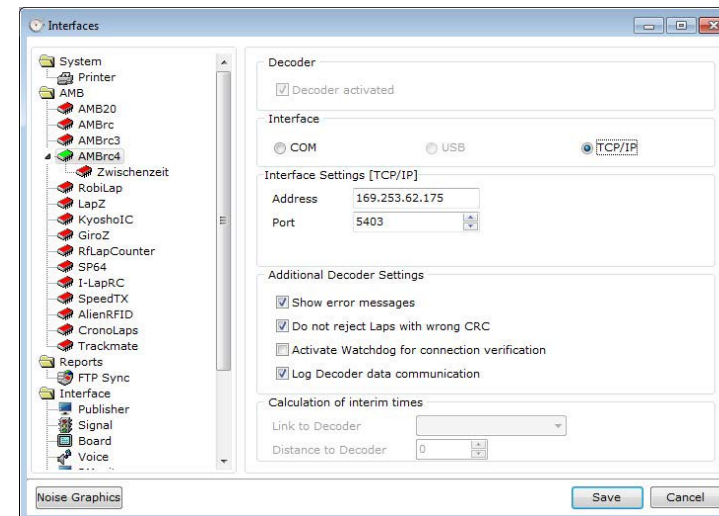 Interfaces
System
Printer
AMB
AMB20
AMBrc
AMBrc3
AMBrc4
Zwischenzeit
RobiLap
LapZ
KyoshoIC
GiroZ
RfLapCounter
SP64
I-LapRC
SpeedTX
AlienRFID
CronoLaps
Trackmate
Reports
FTP Sync
Interface
Publisher
Signal
Board
Voice
Decoder
Decoder activated
Interface
COM USB TCP/IP
Interface Settings [TCP/IP]
Address 169.253.62.175
Port 5403
Additional Decoder Settings
Show error messages
Do not reject Laps with wrong CRC
Activate Watchdog for connection verification
Log Decoder data communication
Calculation of interim times
Link to Decoder
Distance to Decoder 0
Noise Graphics Save Cancel